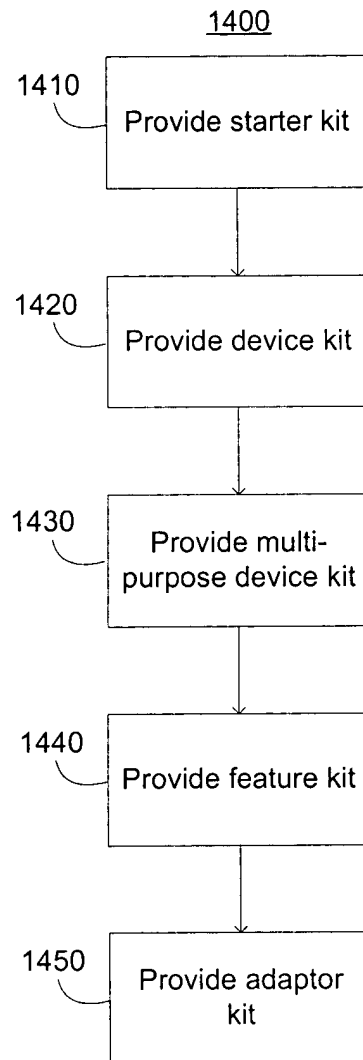 1400
1410
Provide starter kit
1420
Provide device kit
1430
Provide multi-
purpose device kit
1440
Provide feature kit
1450
Provide adaptor
kit